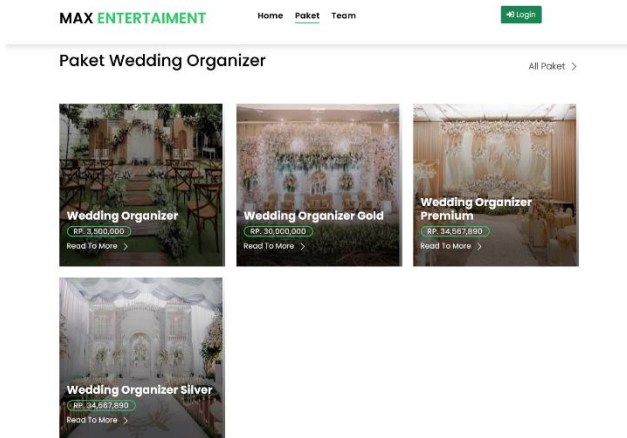 MAX ENTERTAIMENT
Home Paket Team
Login
Paket Wedding Organizer
All Paket
Wedding Organizer
RP. 3,500,000
Read To More
Wedding Organizer Gold
RP. 30,000,000
Read To More
Wedding Organizer
Premium
RP. 34,567,890
Read To More
Wedding Organizer Silver
RP. 34,567,890
Read To More